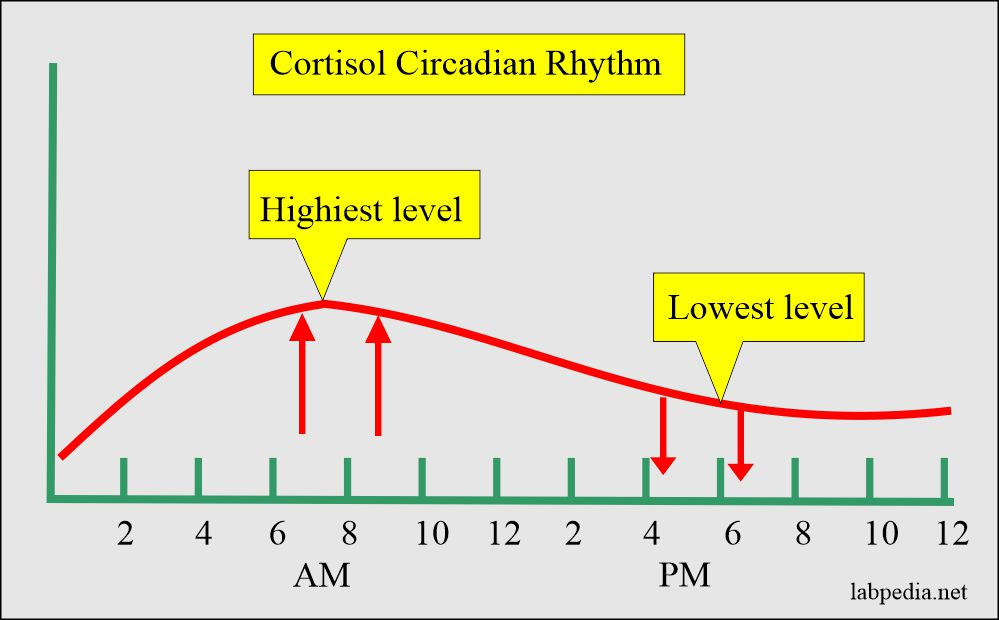 Cortisol Circadian Rhythm
Highiest level
Lowest level
2 4 6 8 10 12 2 4 6 8 10 12
AM PM
labpedia.net